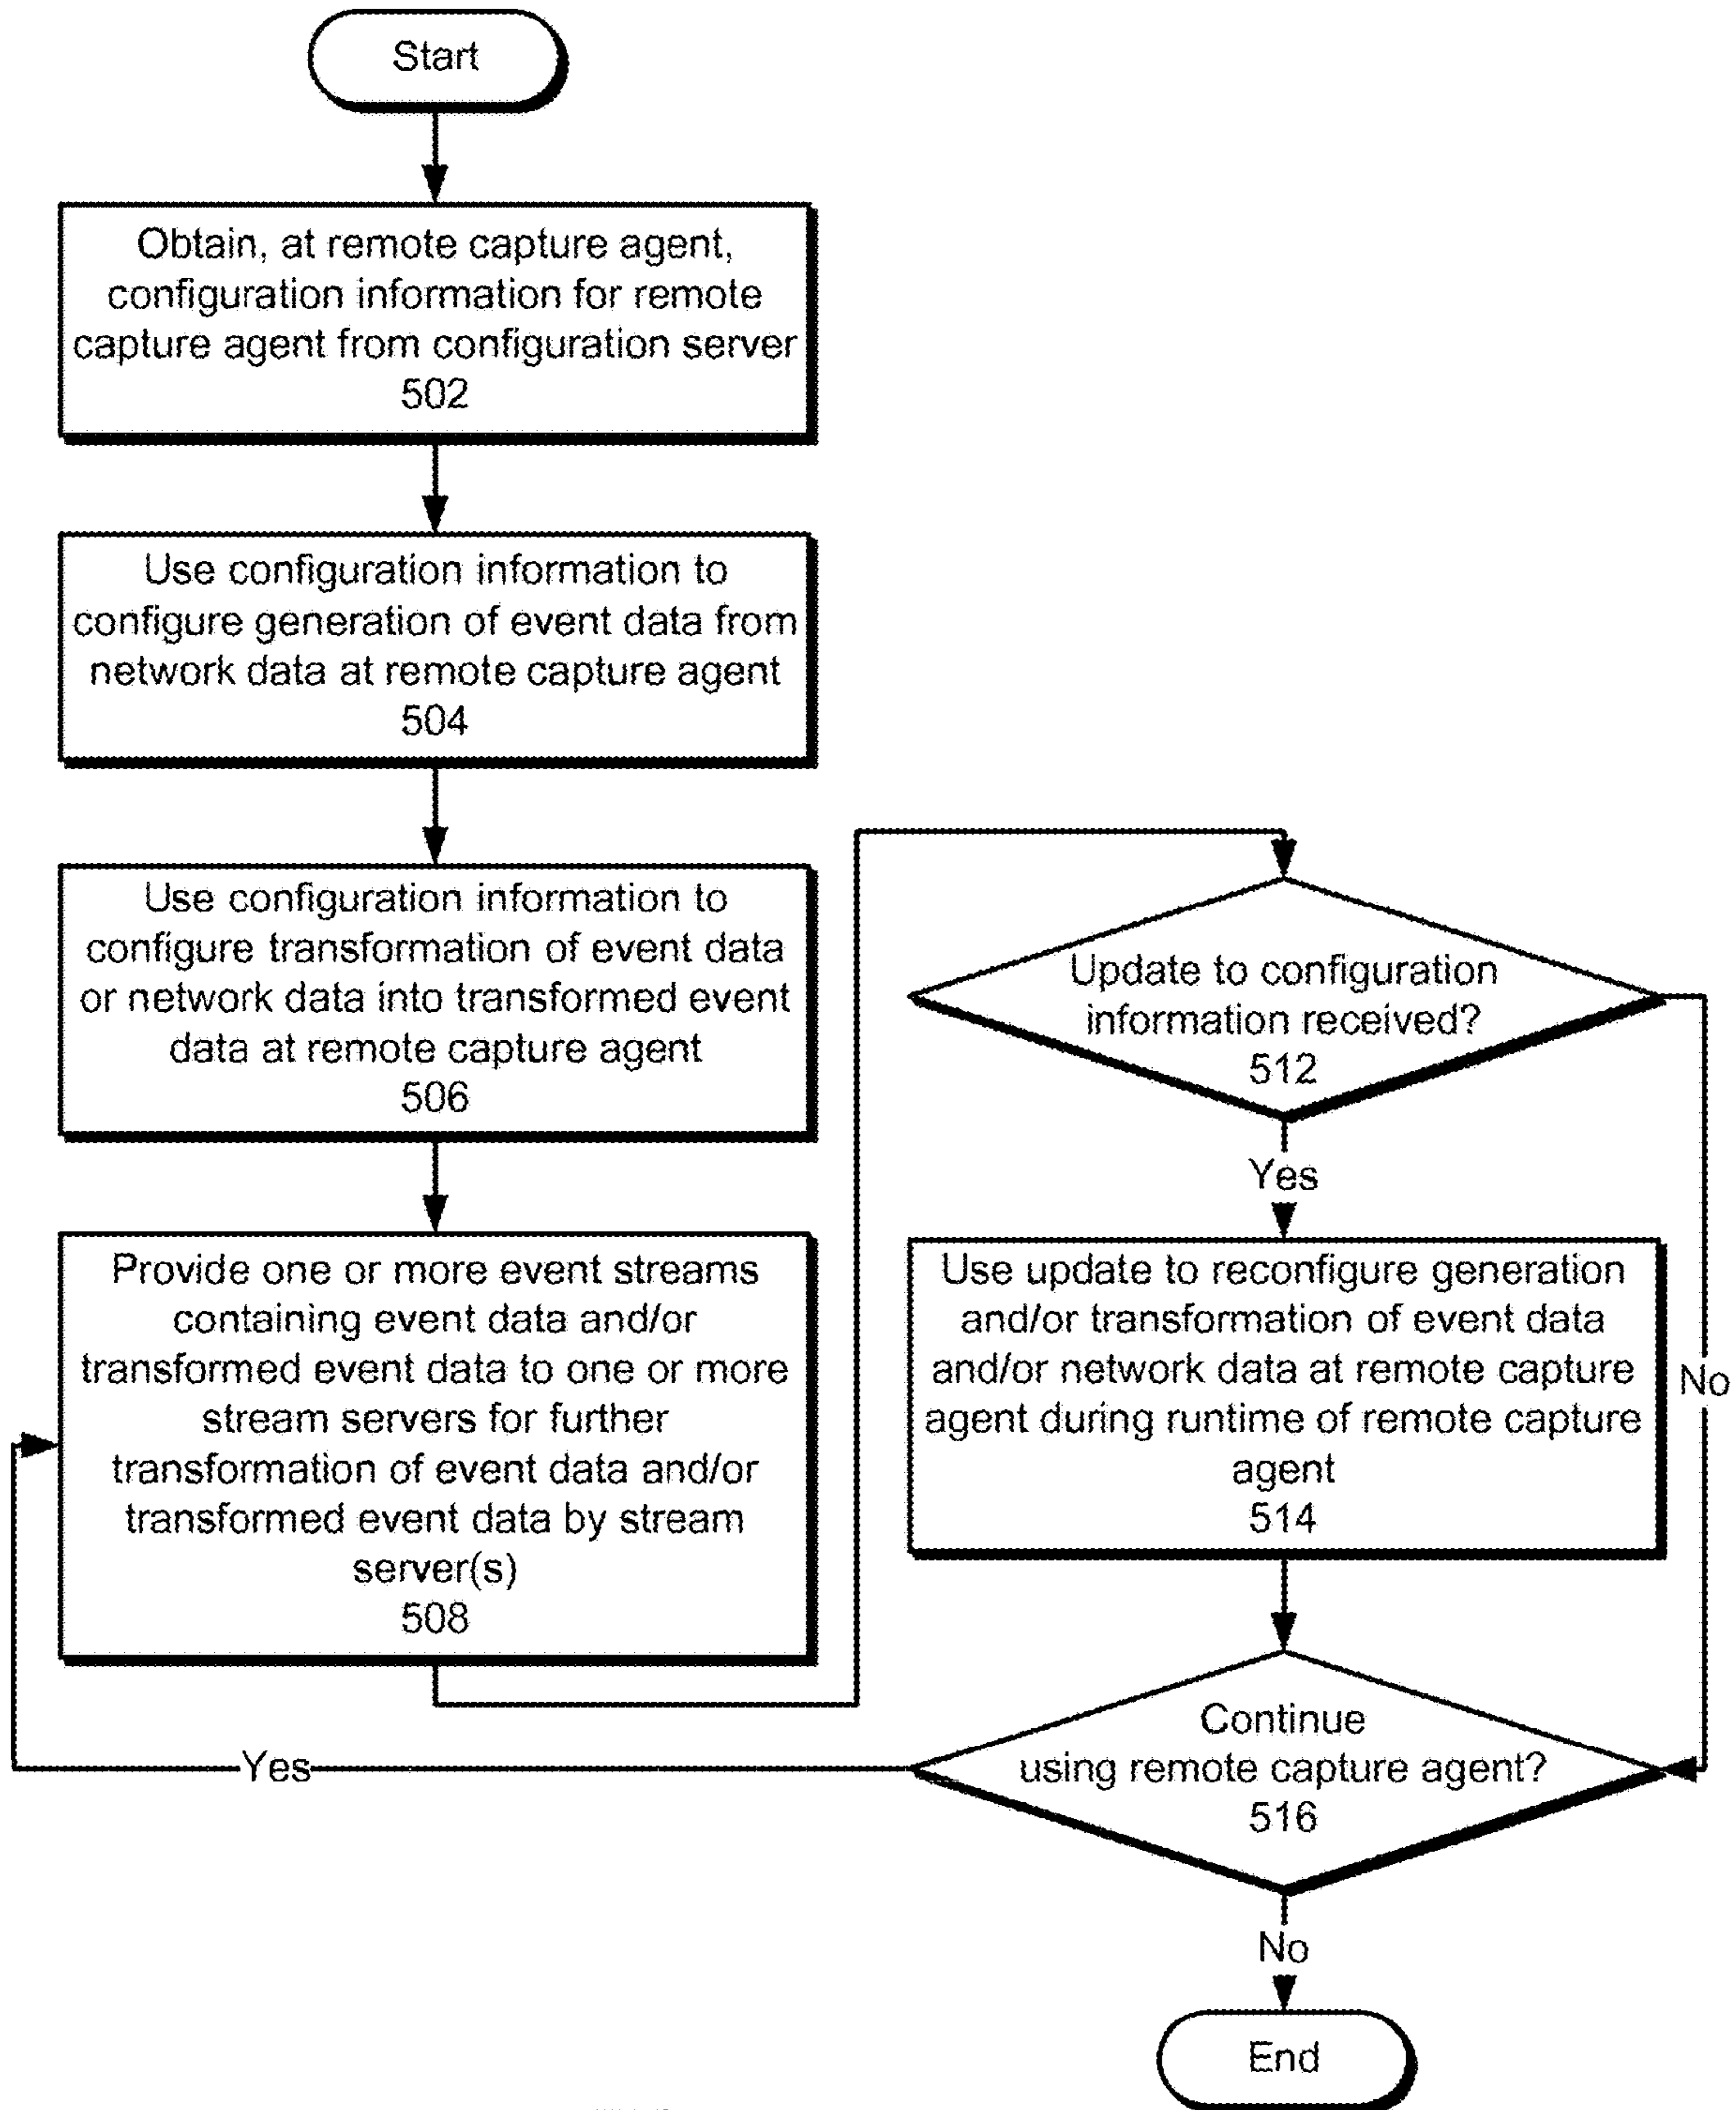 Start
Obtain, at remote capture agent,
configuration information for remote
capture agent from configuration server
502
Use configuration information to
configure generation of event data from
network data at remote capture agent
504
Use configuration information to
configure transformation of event data
or network data into transformed event
data at remote capture agent
506
Provide one or more event streams
containing event data and/or
transformed event data to one or more
stream servers for further
transformation of event data and/or
transformed event data by stream
server(s)
508
Update to configuration
information received?
512
Yes
No
Use update to reconfigure generation
and/or transformation of event data
and/or network data at remote capture
agent during runtime of remote capture
agent
514
Continue
using remote capture agent?
516
Yes
No
End